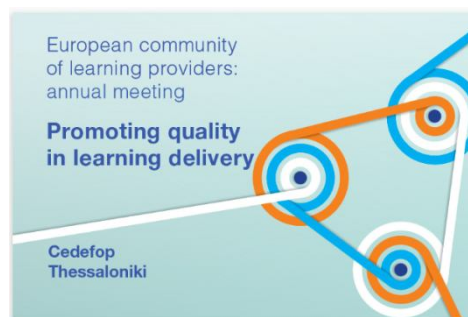 European community
of learning providers:
annual meeting
Promoting quality
in learning delivery
Cedefop
Thessaloniki